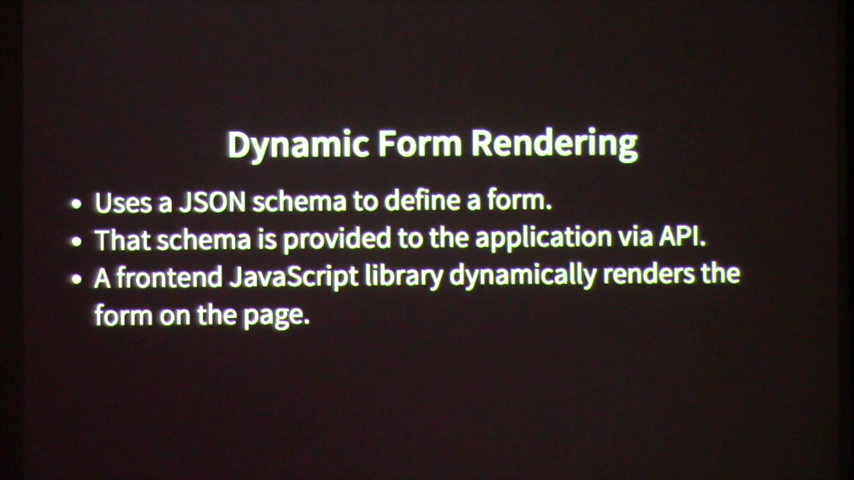 Dynamic Form Rendering
• Uses a JSON schema to define a form.
• That schema is provided to the application via API.
• A frontend JavaScript library dynamically renders the
form on the page.